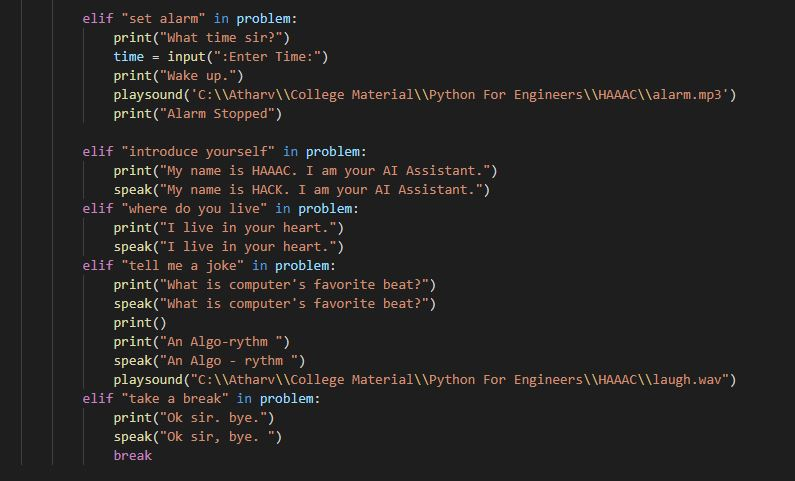 elif "set alarm" in problem:
print("What time sir?")
time = input(":Enter Time:")
print("Wake up.")
playsound('C:\\Atharv\\College Material\\Python For Engineers\\HAAAC\\alarm.mp3')
print("Alarm Stopped")
elif "introduce yourself" in problem:
print("My name is HAAAC. I am your AI Assistant.")
speak("My name is HACK. I am your AI Assistant.")
elif "where do you live" in problem:
print("I live in your heart.")
speak("I live in your heart.")
elif "tell me a joke" in problem:
print("What is computer's favorite beat?")
speak("What is computer's favorite beat?")
print()
print("An Algo-rythm ")
speak("An Algo - rythm ")
playsound("C:\\Atharv\\College Material\\Python For Engineers\\HAAAC\\laugh.wav")
elif "take a break" in problem:
print("Ok sir. bye.")
speak("Ok sir, bye. ")
break